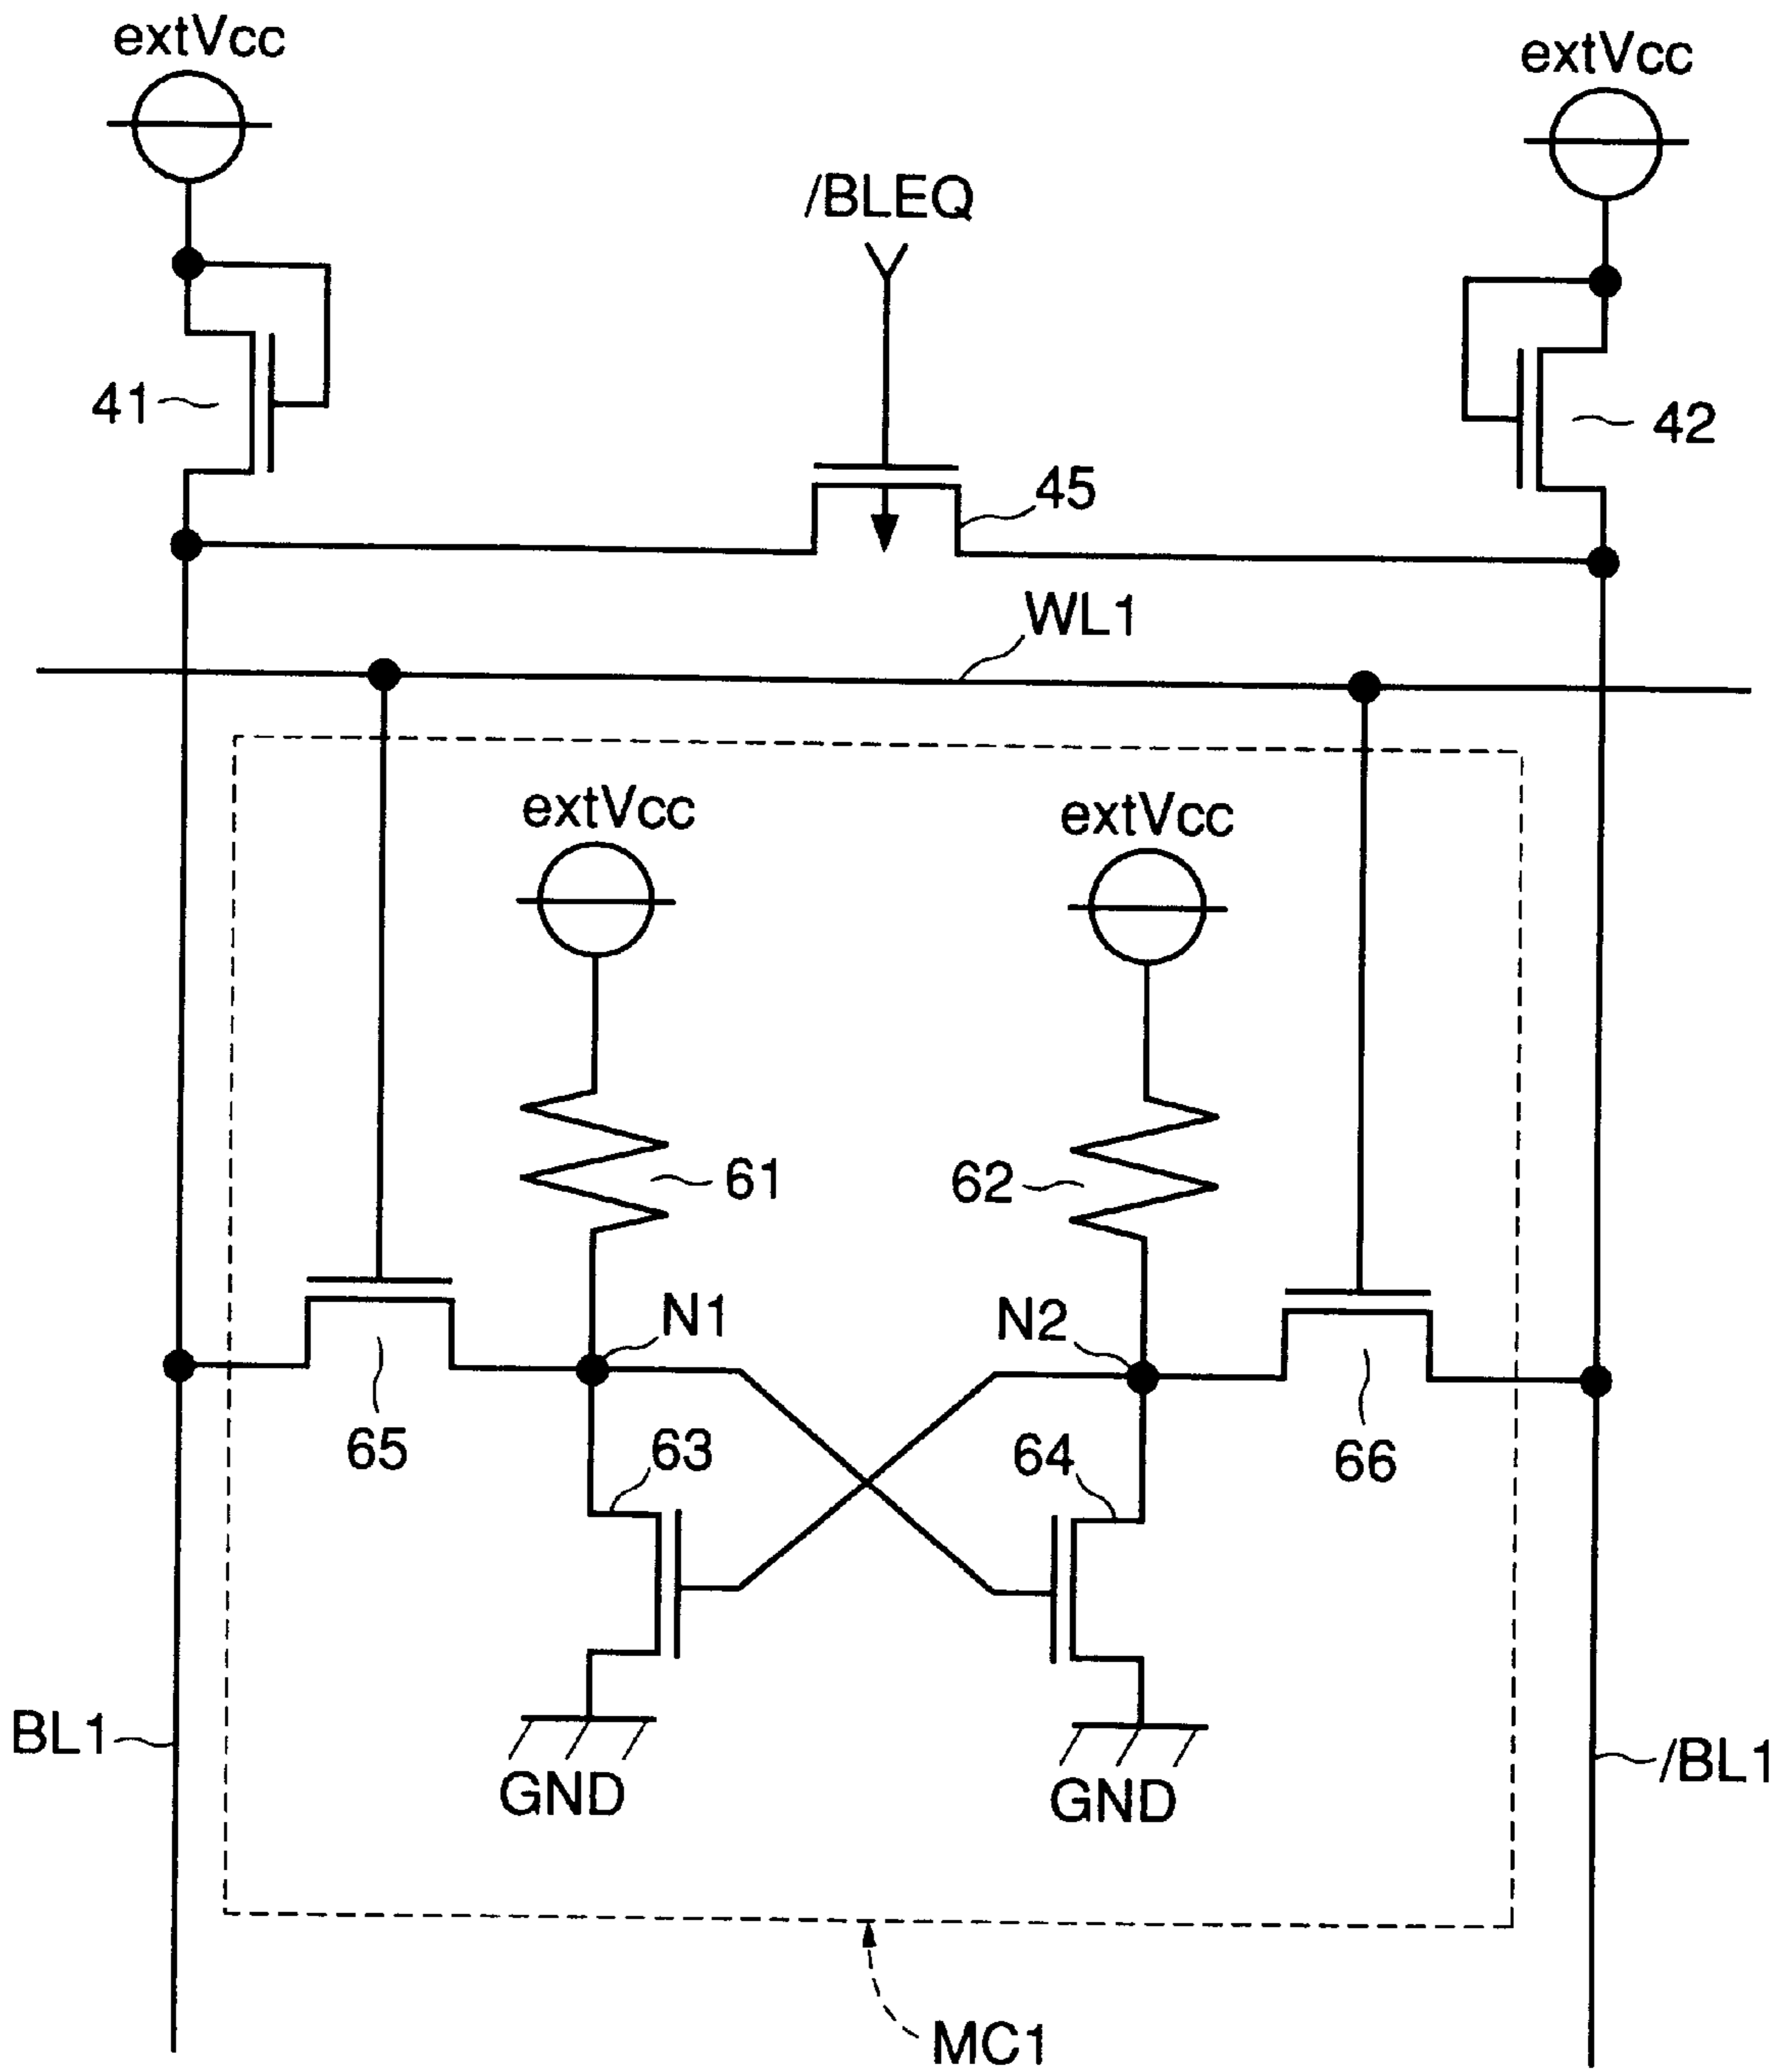 extVcc
extVcc
/BLEQ
41
42
45
WL1
extVcc
extVcc
61
62
N1
N2
65
63
64
66
BL1
/BL1
GND
GND
MC1